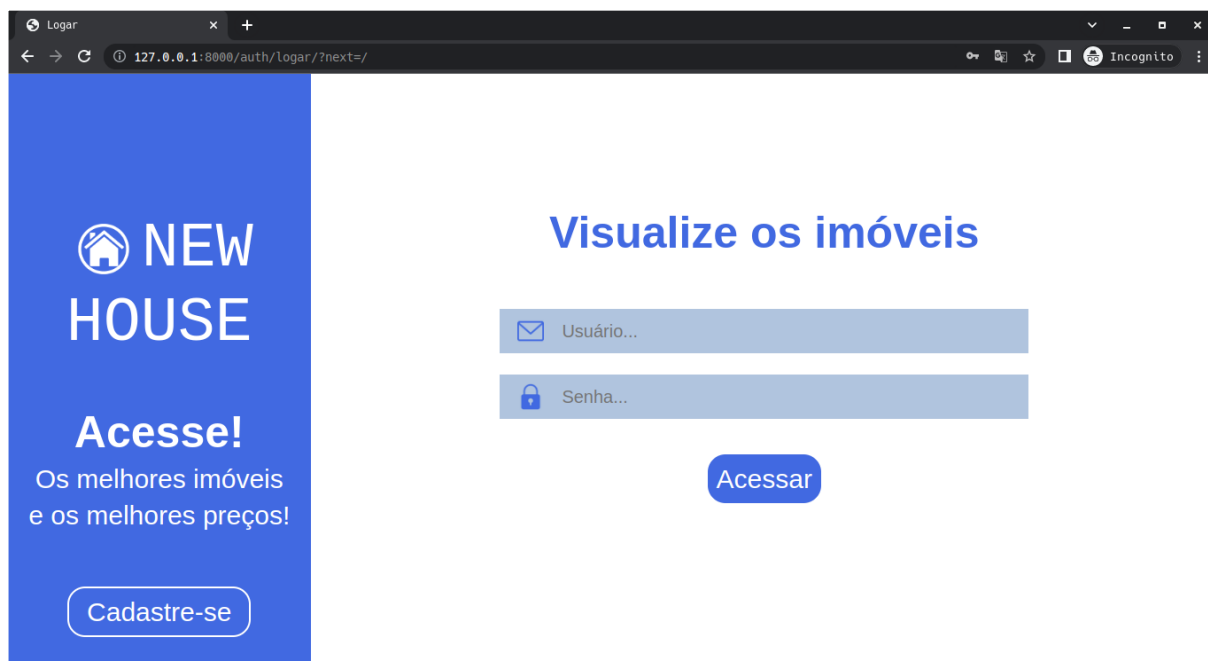 Logar
127.0.0.1:8000/auth/logar/?next=/
Incognito
NEW
HOUSE
Acesse!
Os melhores imóveis
e os melhores preços!
Cadastre-se
Visualize os imóveis
Usuário...
Senha...
Acessar